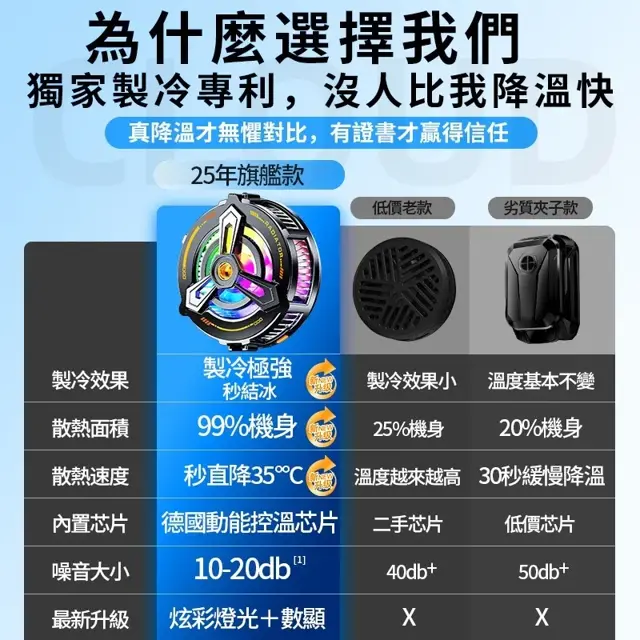 為什麼選擇我們
獨家製冷專利，沒人比我降溫快
真降溫才無懼對比，有證書才贏得信任
25年旗艦款
低價老款
劣質夾子款
RADIATOR
製冷效果
製冷極強
秒結冰
製冷效果小
溫度基本不變
散熱面積
99%機身
25%機身
20%機身
散熱速度
秒直降35℃
溫度越來越高
30秒緩慢降溫
內置芯片
德國動能控溫芯片
二手芯片
低價芯片
噪音大小
10-20db[1]
40db+
50db+
最新升級
炫彩燈光＋數顯
X
X